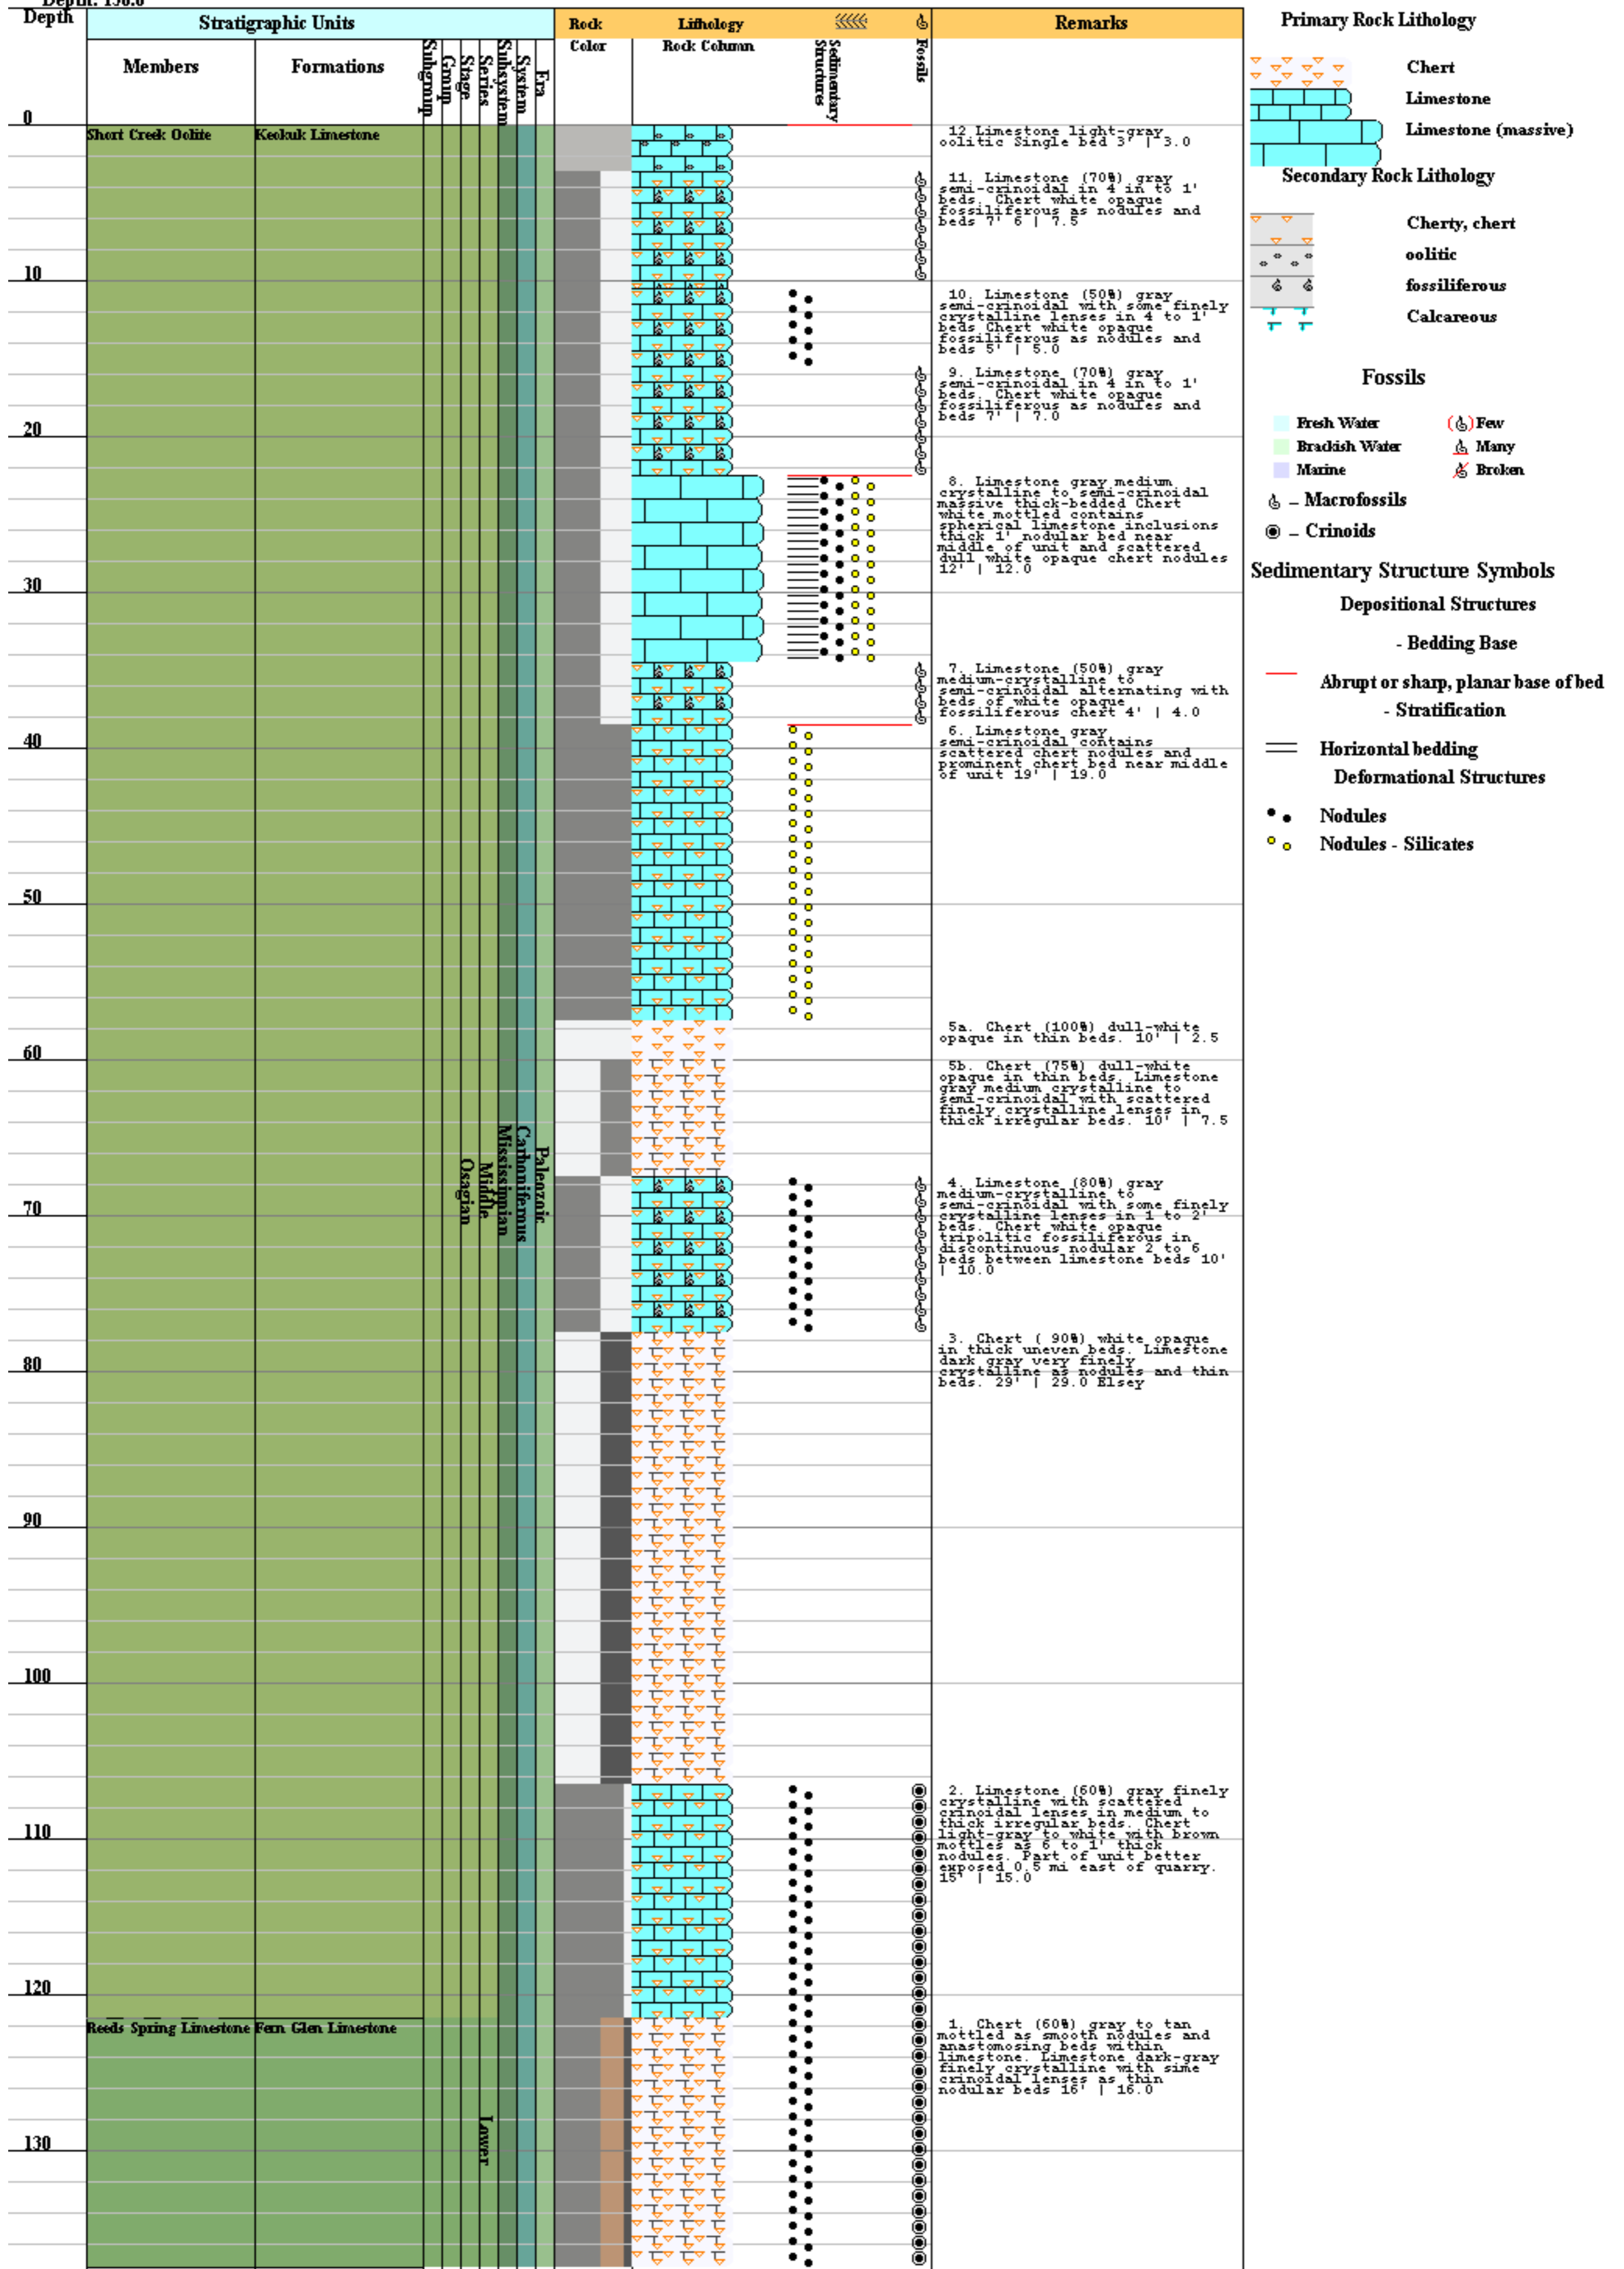 Depth Stratigraphic Units Rock Lithology Remarks
Color Rock Column Sedimentary Structures Fossils
Members Formations Subgroup Group Stage Series Subsystem System Era
0
Short Creek Oolite Keokuk Limestone
12 Limestone light-gray
oolitic Single bed 3' | 3.0
11. Limestone (70%) gray
semi-crinoidal in 4 in to 1'
beds. Chert white opaque
fossiliferous as nodules and
beds 7' 6 | 7.5
10
10. Limestone (50%) gray
semi-crinoidal with some finely
crystalline lenses in 4 to 1'
beds Chert white opaque
fossiliferous as nodules and
beds 5' | 5.0
9. Limestone (70%) gray
semi-crinoidal in 4 in to 1'
beds. Chert white opaque
fossiliferous as nodules and
beds 7' | 7.0
20
8. Limestone gray medium
crystalline to semi-crinoidal
massive thick-bedded Chert
white mottled contains
spherical limestone inclusions
thick 1' nodular bed near
middle of unit and scattered
dull white opaque chert nodules
12' | 12.0
30
7. Limestone (50%) gray
medium-crystalline to
semi-crinoidal alternating with
beds of white opaque
fossiliferous chert 4' | 4.0
40
6. Limestone gray
semi-crinoidal contains
scattered chert nodules and
prominent chert bed near middle
of unit 19' | 19.0
50
5a. Chert (100%) dull-white
opaque in thin beds. 10' | 2.5
60
5b. Chert (75%) dull-white
opaque in thin beds. Limestone
gray medium crystalline to
semi-crinoidal with scattered
finely crystalline lenses in
thick irregular beds. 10' | 7.5
Osagian Middle Mississippian Carboniferous Paleozoic
70
4. Limestone (80%) gray
medium-crystalline to
semi-crinoidal with some finely
crystalline lenses in 1 to 2'
beds. Chert white opaque
tripolitic fossiliferous in
discontinuous nodular 2 to 6
beds between limestone beds 10'
| 10.0
80
3. Chert ( 90%) white opaque
in thick uneven beds. Limestone
dark gray very finely
crystalline as nodules and thin
beds. 29' | 29.0 Elsey
90
100
110
2. Limestone (60%) gray finely
crystalline with scattered
crinoidal lenses in medium to
thick irregular beds. Chert
light-gray to white with brown
mottles as 6 to 1' thick
nodules. Part of unit better
exposed 0.5 mi east of quarry.
15' | 15.0
120
Reeds Spring Limestone Fern Glen Limestone
1. Chert (60%) gray to tan
mottled as smooth nodules and
anastomosing beds within
limestone. Limestone dark-gray
finely crystalline with sime
crinoidal lenses as thin
nodular beds 16' | 16.0
Lower
130
Primary Rock Lithology
Chert
Limestone
Limestone (massive)
Secondary Rock Lithology
Cherty, chert
oolitic
fossiliferous
Calcareous
Fossils
Fresh Water Few
Brackish Water Many
Marine Broken
– Macrofossils
– Crinoids
Sedimentary Structure Symbols
Depositional Structures
- Bedding Base
Abrupt or sharp, planar base of bed
- Stratification
Horizontal bedding
Deformational Structures
Nodules
Nodules - Silicates